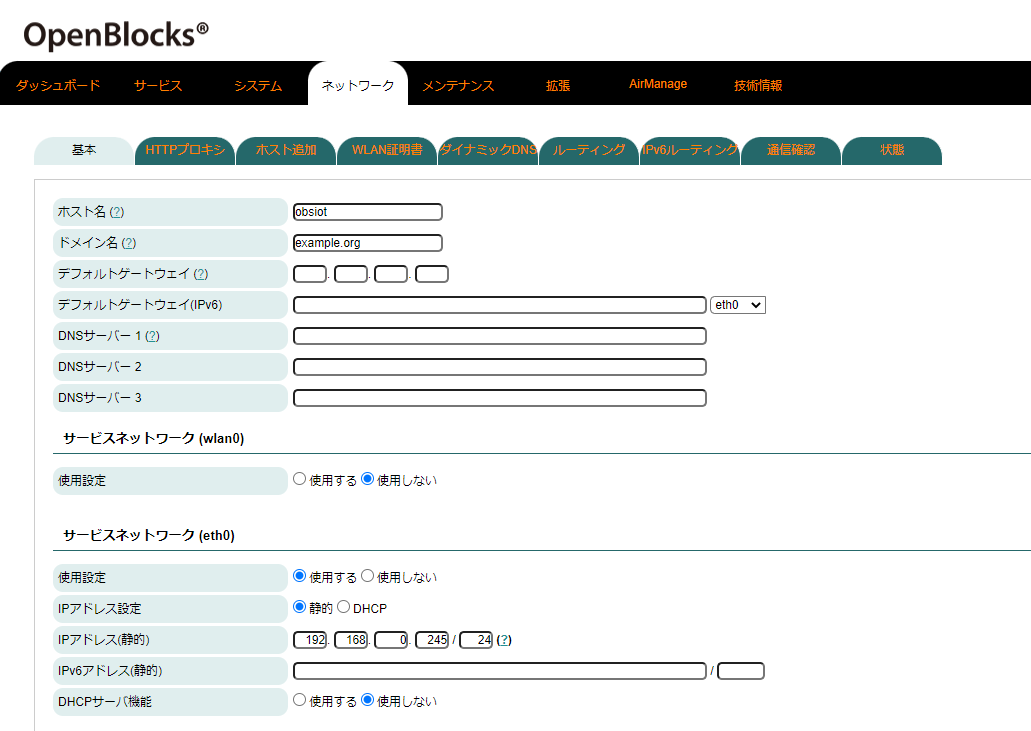 OpenBlocks®
ダッシュボード サービス システム ネットワーク メンテナンス 拡張 AirManage 技術情報
基本 HTTPプロキシ ホスト追加 WLAN証明書 ダイナミックDNS ルーティング IPv6ルーティング 通信確認 状態
ホスト名 (?) obsiot
ドメイン名 (?) example.org
デフォルトゲートウェイ (?) . . .
デフォルトゲートウェイ(IPv6) eth0
DNSサーバー 1 (?)
DNSサーバー 2
DNSサーバー 3
サービスネットワーク (wlan0)
使用設定 使用する 使用しない
サービスネットワーク (eth0)
使用設定 使用する 使用しない
IPアドレス設定 静的 DHCP
IPアドレス(静的) 192. 168. 0. 245 / 24 (?)
IPv6アドレス(静的) /
DHCPサーバ機能 使用する 使用しない